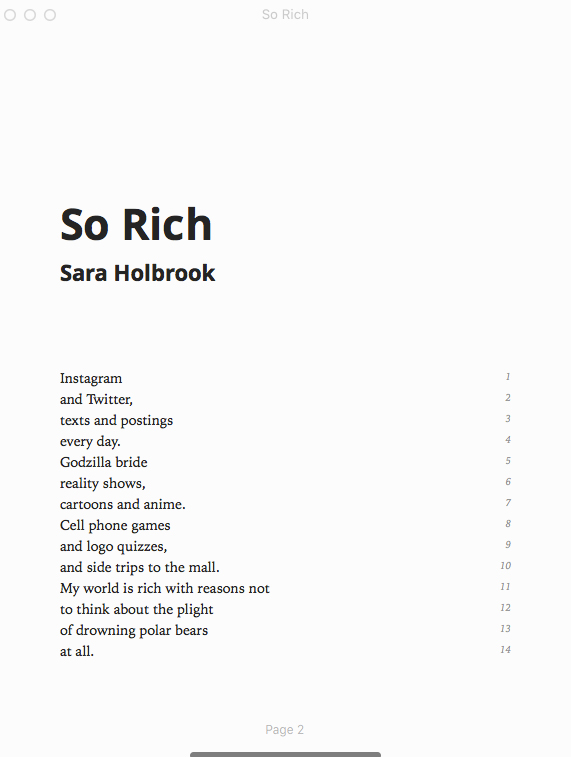 So Rich
So Rich
Sara Holbrook
Instagram 1
and Twitter, 2
texts and postings 3
every day. 4
Godzilla bride 5
reality shows, 6
cartoons and anime. 7
Cell phone games 8
and logo quizzes, 9
and side trips to the mall. 10
My world is rich with reasons not 11
to think about the plight 12
of drowning polar bears 13
at all. 14
Page 2